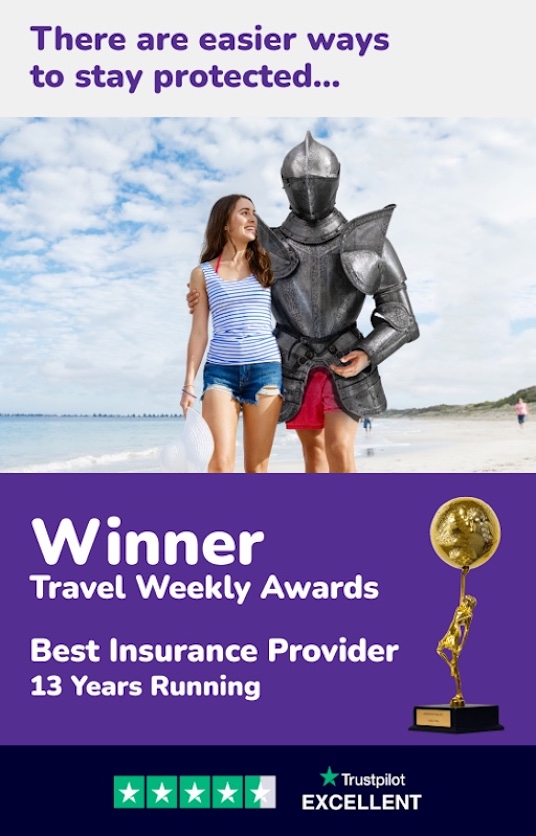 There are easier ways
to stay protected...
Winner
Travel Weekly Awards
Best Insurance Provider
13 Years Running
Trustpilot
EXCELLENT